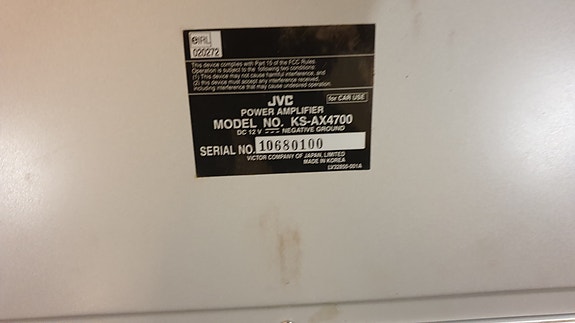 eIRL
020272
This device complies with Part 15 of the FCC Rules.
Operation is subject to the following two conditions:
(1) This device may not cause harmful interference, and
(2) this device must accept any interference received,
including interference that may cause undesired operation.
JVC
for CAR USE
POWER AMPLIFIER
MODEL NO. KS-AX4700
DC 12 V NEGATIVE GROUND
SERIAL NO. 10680100
VICTOR COMPANY OF JAPAN, LIMITED
MADE IN KOREA